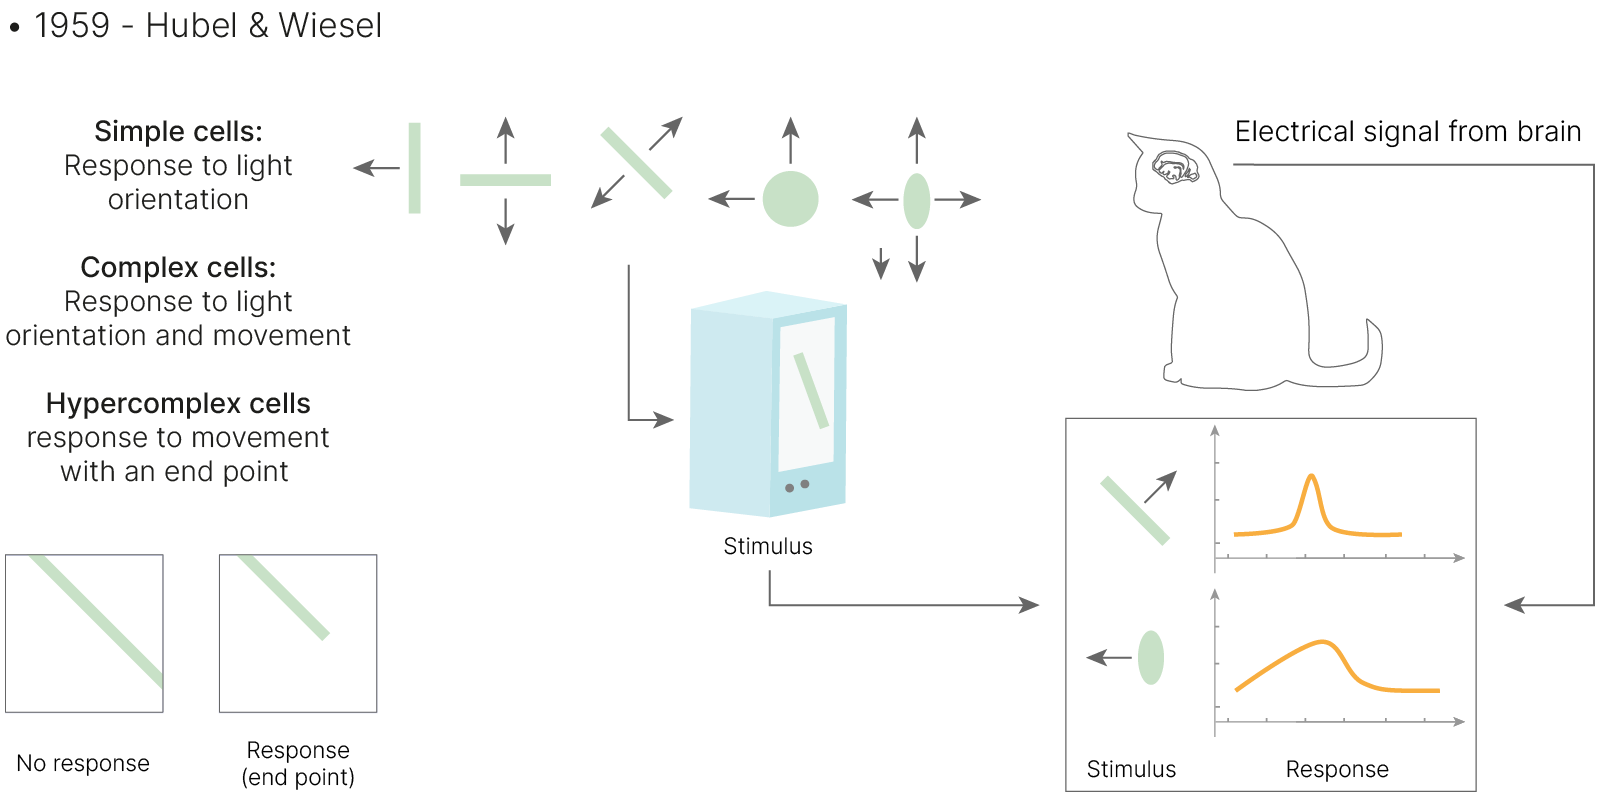 • 1959 - Hubel & Wiesel
Simple cells:
Response to light
orientation
Complex cells:
Response to light
orientation and movement
Hypercomplex cells
response to movement
with an end point
No response
Response
(end point)
Stimulus
Electrical signal from brain
Stimulus
Response